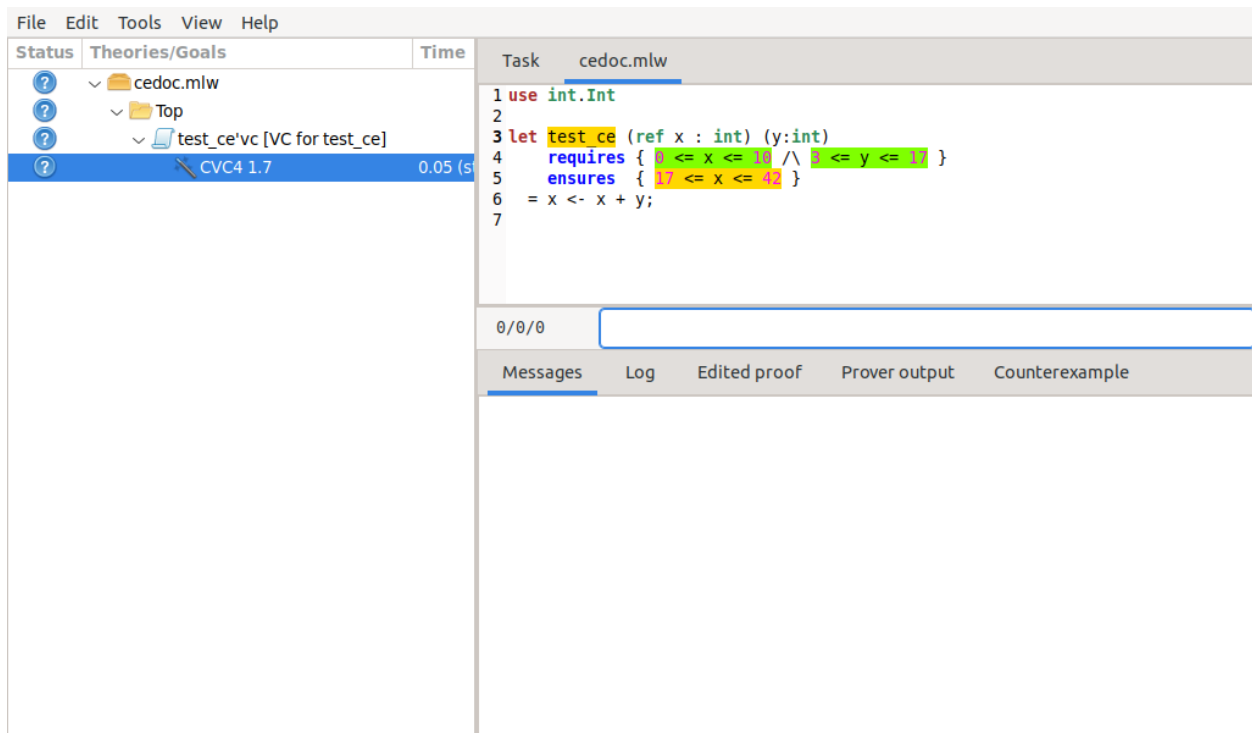 File Edit Tools View Help
Status Theories/Goals Time
cedoc.mlw
Top
test_ce'vc [VC for test_ce]
CVC4 1.7 0.05 (st
Task cedoc.mlw
1 use int.Int
2
3 let test_ce (ref x : int) (y:int)
4 requires { 0 <= x <= 10 /\ 3 <= y <= 17 }
5 ensures { 17 <= x <= 42 }
6 = x <- x + y;
7
0/0/0
Messages Log Edited proof Prover output Counterexample